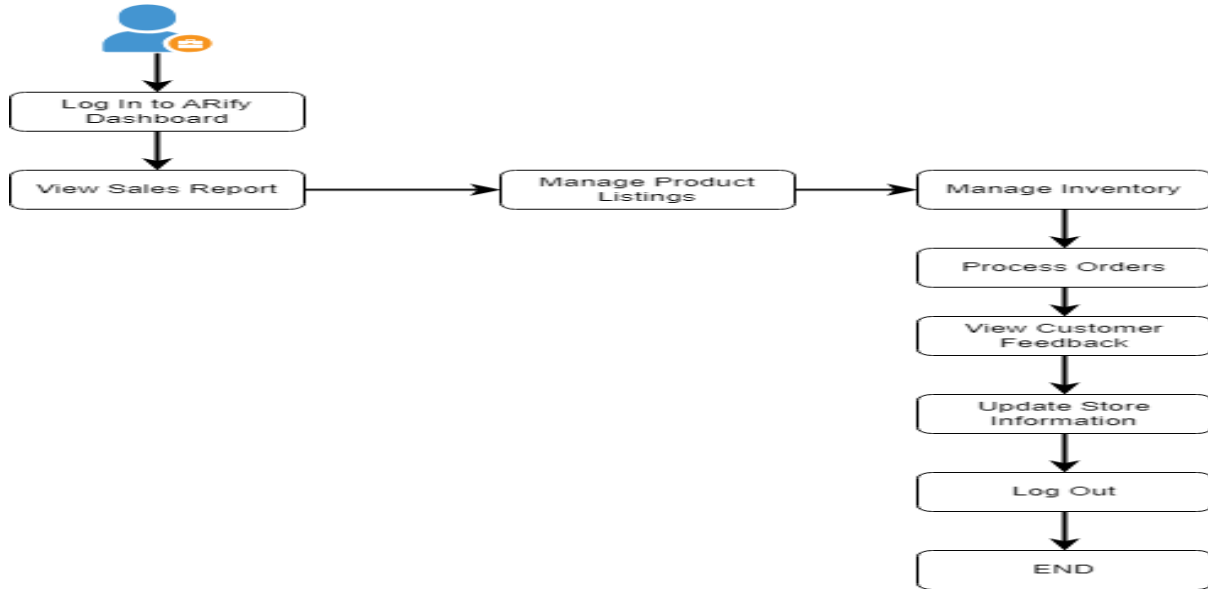 Log In to ARify
Dashboard
View Sales Report
Manage Product
Listings
Manage Inventory
Process Orders
View Customer
Feedback
Update Store
Information
Log Out
END